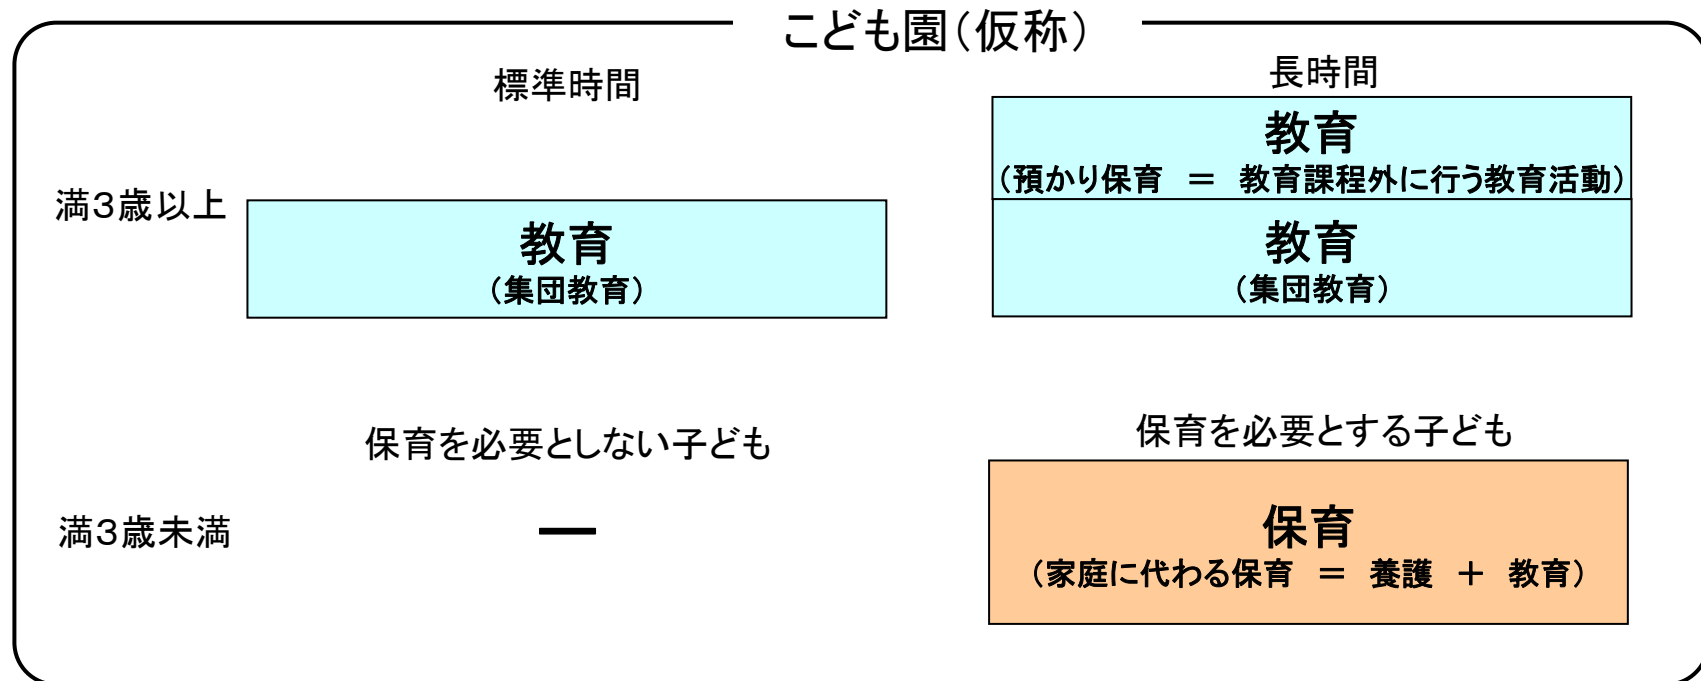 こども園（仮称）
標準時間
長時間
満３歳以上
教育
（預かり保育　＝　教育課程外に行う教育活動）
教育
（集団教育）
教育
（集団教育）
保育を必要としない子ども
保育を必要とする子ども
満３歳未満
―
保育
（家庭に代わる保育　＝　養護　＋　教育）